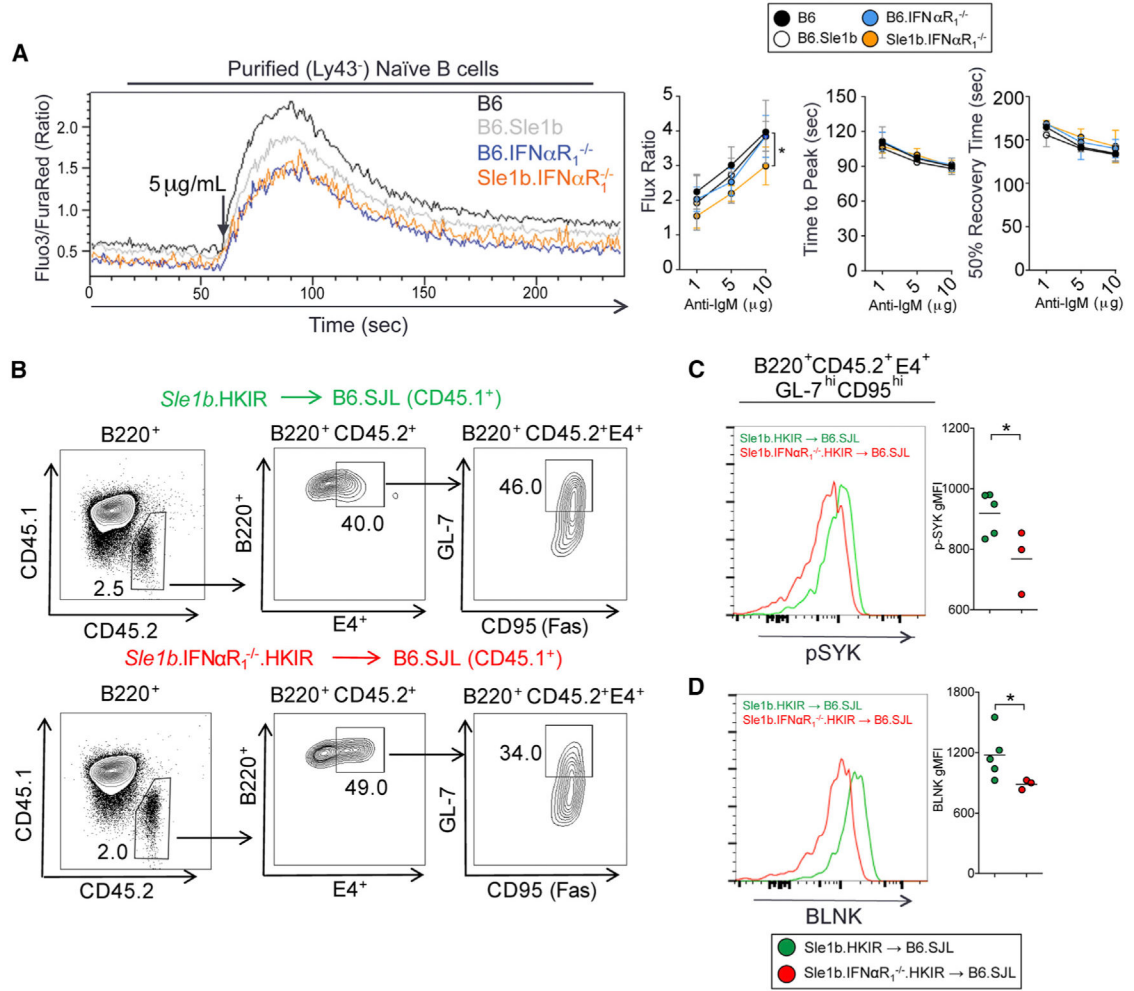 B6
B6.IFNαR₁⁻/⁻
B6.Sle1b
Sle1b.IFNαR₁⁻/⁻
A
Purified (Ly43⁻) Naïve B cells
Fluo3/FuraRed (Ratio)
2.0
1.5
1.0
0.5
5 μg/mL
B6
B6.Sle1b
B6.IFNαR₁⁻/⁻
Sle1b.IFNαR₁⁻/⁻
0
50
100
150
200
Time (sec)
Flux Ratio
5
4
3
2
1
0
*
1
5
10
Anti-IgM (μg)
Time to Peak (sec)
150
120
90
60
30
0
1
5
10
Anti-IgM (μg)
50% Recovery Time (sec)
200
150
100
50
0
1
5
10
Anti-IgM (μg)
B
Sle1b.HKIR → B6.SJL (CD45.1⁺)
B220⁺
B220⁺ CD45.2⁺
B220⁺ CD45.2⁺E4⁺
CD45.1
2.5
CD45.2
B220⁺
40.0
E4⁺
GL-7
46.0
CD95 (Fas)
Sle1b.IFNαR₁⁻/⁻.HKIR → B6.SJL (CD45.1⁺)
B220⁺
B220⁺ CD45.2⁺
B220⁺ CD45.2⁺E4⁺
CD45.1
2.0
CD45.2
B220⁺
49.0
E4⁺
GL-7
34.0
CD95 (Fas)
C
B220⁺CD45.2⁺E4⁺
GL-7ʰⁱCD95ʰⁱ
Sle1b.HKIR → B6.SJL
Sle1b.IFNαR₁⁻/⁻.HKIR → B6.SJL
pSYK
p-SYK gMFI
1200
1000
800
600
*
D
Sle1b.HKIR → B6.SJL
Sle1b.IFNαR₁⁻/⁻.HKIR → B6.SJL
BLNK
BLNK gMFI
1800
1200
600
0
*
Sle1b.HKIR → B6.SJL
Sle1b.IFNαR₁⁻/⁻.HKIR → B6.SJL